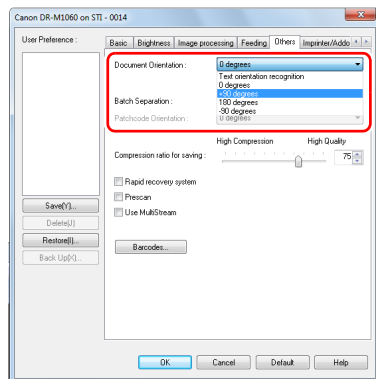 Canon DR-M1060 on STI - 0014
User Preference :
Basic Brightness Image processing Feeding Others Imprinter/Addo
Document Orientation : 0 degrees
Text orientation recognition
0 degrees
+90 degrees
Batch Separation : 180 degrees
-90 degrees
Patchcode Orientation : 0 degrees
High Compression High Quality
Compression ratio for saving : 75
Rapid recovery system
Prescan
Use MultiStream
Save(Y)...
Delete(J)
Restore(I)...
Back Up(X)...
Barcodes...
OK Cancel Default Help